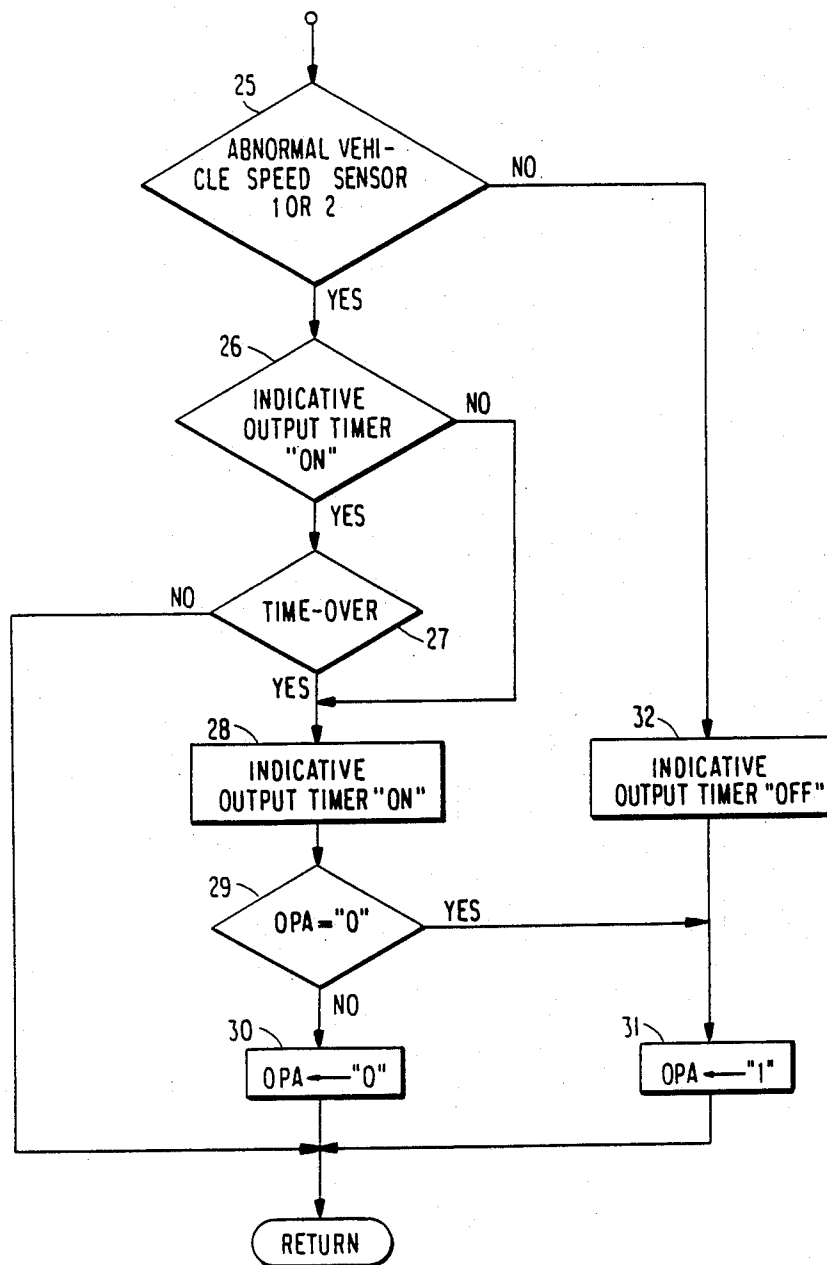 25
ABNORMAL VEHI-
CLE SPEED SENSOR
1 OR 2
NO
YES
26
INDICATIVE
OUTPUT TIMER
"ON"
NO
YES
NO
TIME-OVER
27
YES
28
INDICATIVE
OUTPUT TIMER "ON"
32
INDICATIVE
OUTPUT TIMER "OFF"
29
OPA="0"
YES
NO
30
OPA ← "0"
31
OPA ← "1"
RETURN